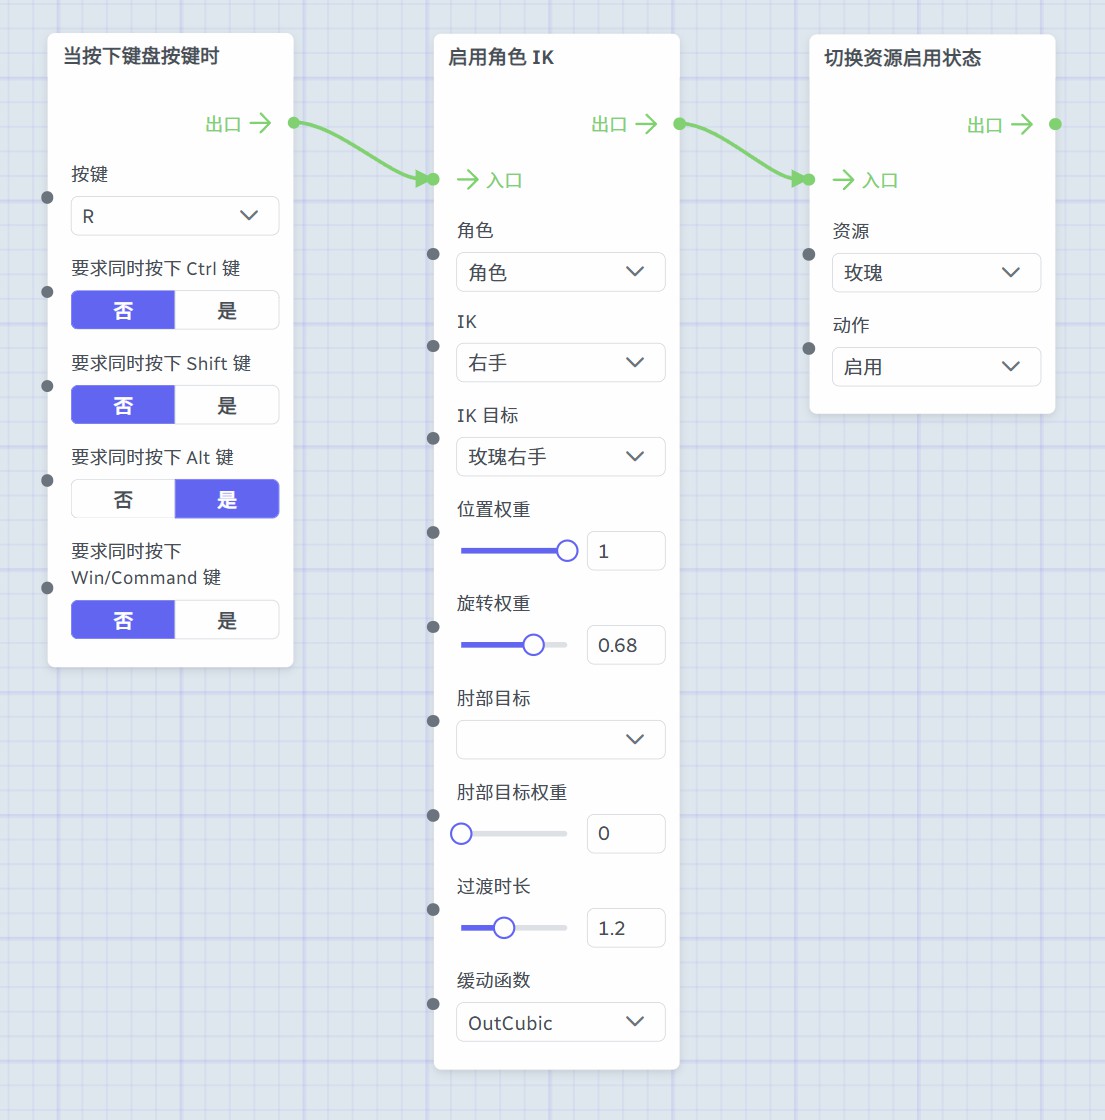 当按下键盘按键时
出口
按键
R
要求同时按下 Ctrl 键
否 是
要求同时按下 Shift 键
否 是
要求同时按下 Alt 键
否 是
要求同时按下
Win/Command 键
否 是
启用角色 IK
出口
入口
角色
角色
IK
右手
IK 目标
玫瑰右手
位置权重
1
旋转权重
0.68
肘部目标
肘部目标权重
0
过渡时长
1.2
缓动函数
OutCubic
切换资源启用状态
出口
入口
资源
玫瑰
动作
启用